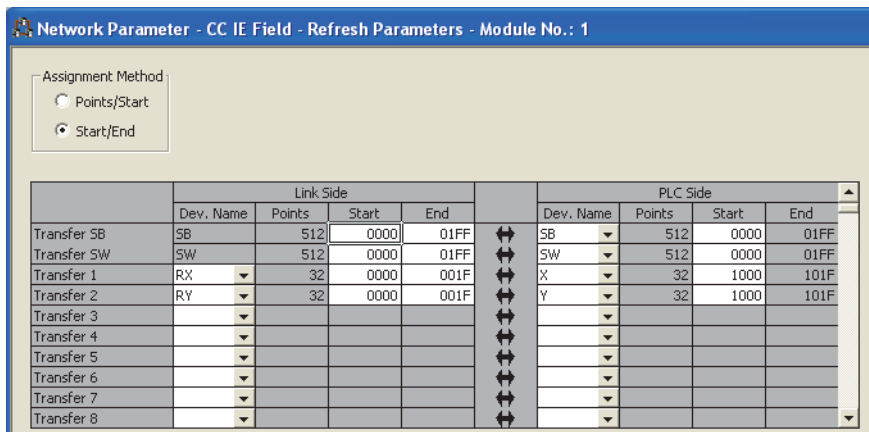 Network Parameter - CC IE Field - Refresh Parameters - Module No.: 1
Assignment Method
Points/Start
Start/End
Link Side PLC Side
Dev. Name Points Start End Dev. Name Points Start End
Transfer SB SB 512 0000 01FF SB 512 0000 01FF
Transfer SW SW 512 0000 01FF SW 512 0000 01FF
Transfer 1 RX 32 0000 001F X 32 1000 101F
Transfer 2 RY 32 0000 001F Y 32 1000 101F
Transfer 3
Transfer 4
Transfer 5
Transfer 6
Transfer 7
Transfer 8